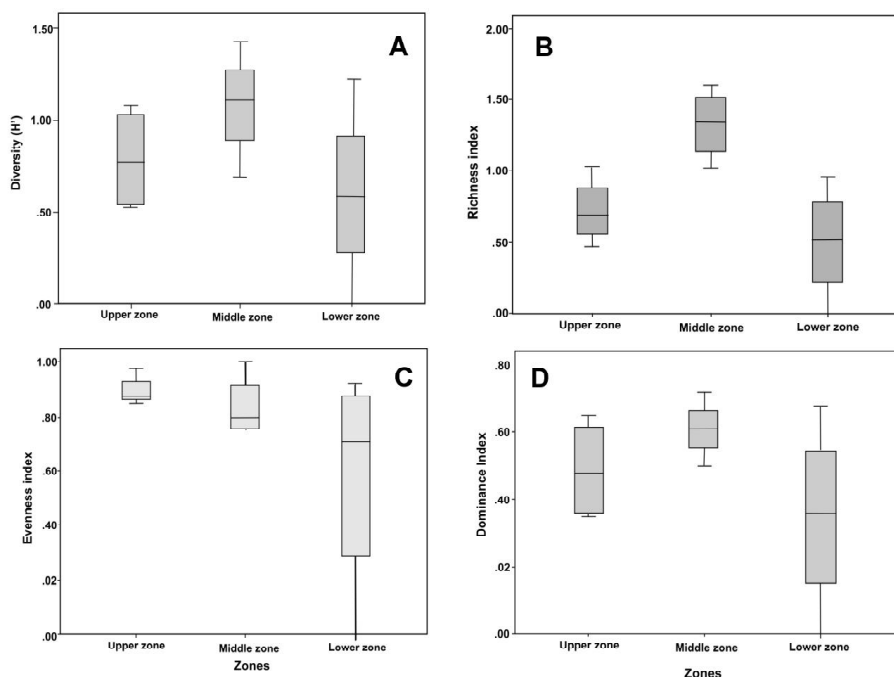 A
Diversity (H')
1.50
1.00
.50
.00
Upper zone
Middle zone
Lower zone
B
Richness index
2.00
1.50
1.00
.50
.00
Upper zone
Middle zone
Lower zone
C
Evenness index
1.00
.80
.60
.40
.02
.00
Upper zone
Middle zone
Lower zone
Zones
D
Dominance Index
.80
.60
.40
.02
.00
Upper zone
Middle zone
Lower zone
Zones